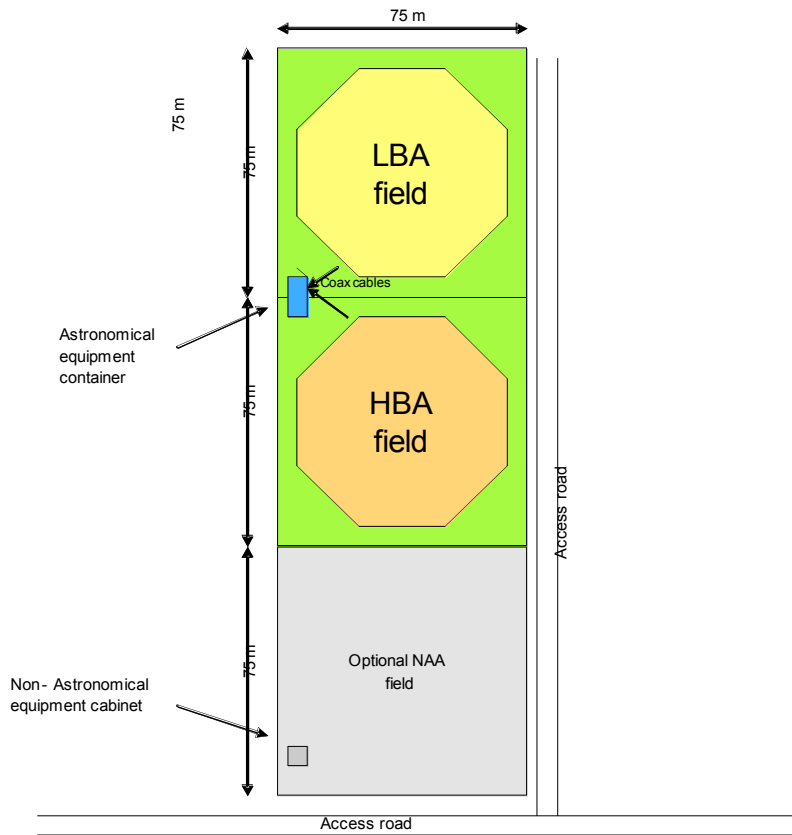 75 m
75 m
75 m
LBA
field
Coax cables
Astronomical
equipment
container
75 m
HBA
field
Access road
75 m
Optional NAA
field
Non- Astronomical
equipment cabinet
Access road